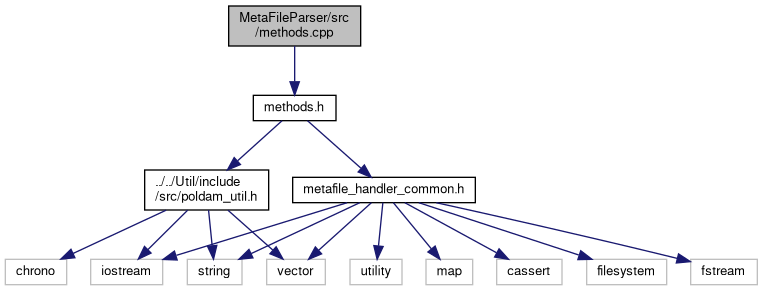 MetaFileParser/src
/methods.cpp
methods.h
../../Util/include
/src/poldam_util.h
metafile_handler_common.h
chrono
iostream
string
vector
utility
map
cassert
filesystem
fstream